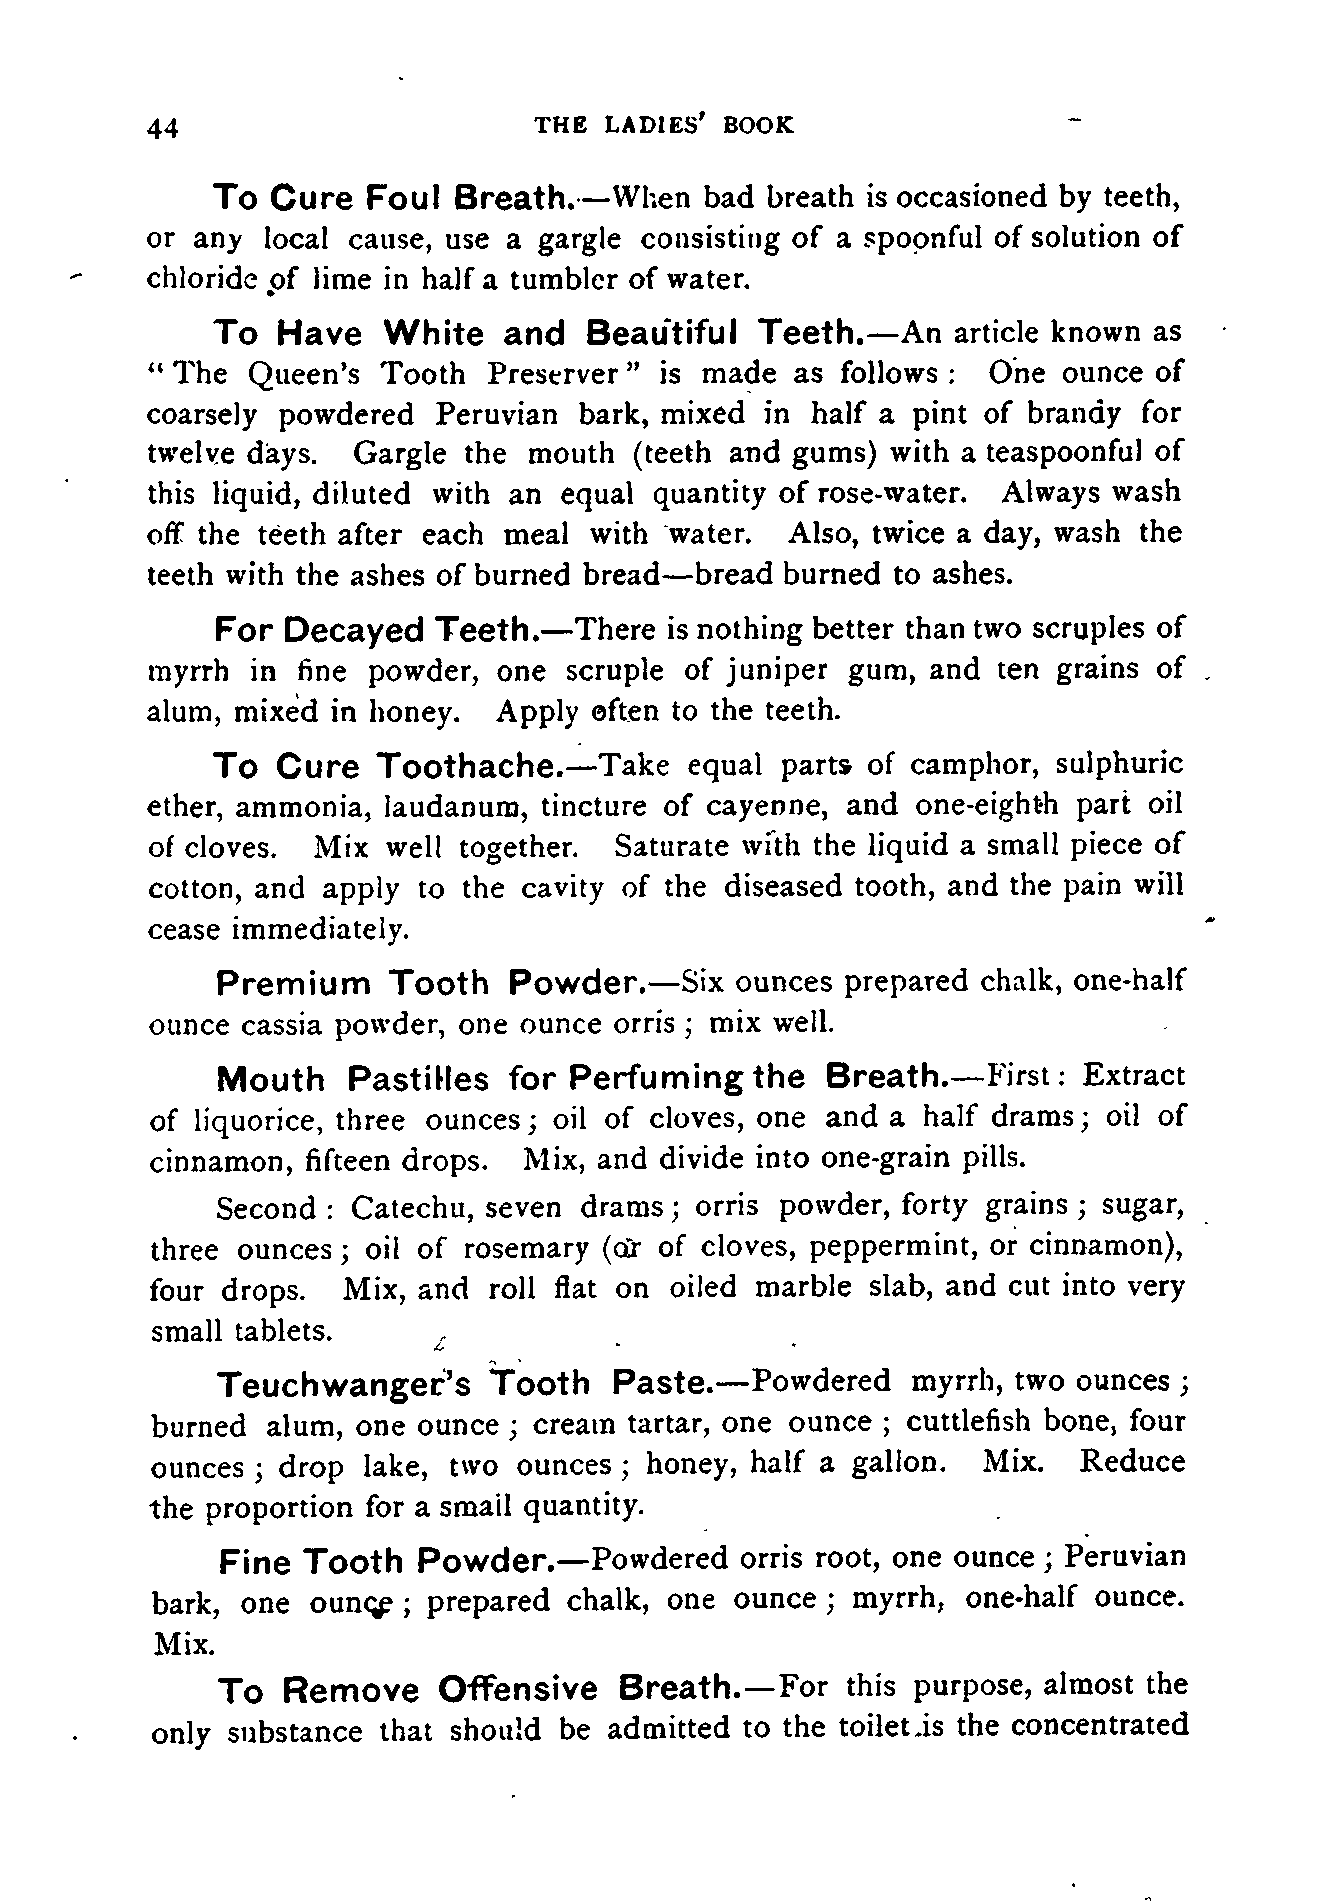 44 THE LADIES' BOOK
To Cure Foul Breath.—When bad breath is occasioned by teeth,
or any local cause, use a gargle consisting of a spoonful of solution of
chloride of lime in half a tumbler of water.
To Have White and Beautiful Teeth.—An article known as
“ The Queen's Tooth Preserver ” is made as follows : One ounce of
coarsely powdered Peruvian bark, mixed in half a pint of brandy for
twelve days. Gargle the mouth (teeth and gums) with a teaspoonful of
this liquid, diluted with an equal quantity of rose-water. Always wash
off the teeth after each meal with water. Also, twice a day, wash the
teeth with the ashes of burned bread—bread burned to ashes.
For Decayed Teeth.—There is nothing better than two scruples of
myrrh in fine powder, one scruple of juniper gum, and ten grains of
alum, mixed in honey. Apply often to the teeth.
To Cure Toothache.—Take equal parts of camphor, sulphuric
ether, ammonia, laudanum, tincture of cayenne, and one-eighth part oil
of cloves. Mix well together. Saturate with the liquid a small piece of
cotton, and apply to the cavity of the diseased tooth, and the pain will
cease immediately.
Premium Tooth Powder.—Six ounces prepared chalk, one-half
ounce cassia powder, one ounce orris ; mix well.
Mouth Pastilles for Perfuming the Breath.—First : Extract
of liquorice, three ounces ; oil of cloves, one and a half drams ; oil of
cinnamon, fifteen drops. Mix, and divide into one-grain pills.
Second : Catechu, seven drams ; orris powder, forty grains ; sugar,
three ounces ; oil of rosemary (or of cloves, peppermint, or cinnamon),
four drops. Mix, and roll flat on oiled marble slab, and cut into very
small tablets.
Teuchwanger's Tooth Paste.—Powdered myrrh, two ounces ;
burned alum, one ounce ; cream tartar, one ounce ; cuttlefish bone, four
ounces ; drop lake, two ounces ; honey, half a gallon. Mix. Reduce
the proportion for a small quantity.
Fine Tooth Powder.—Powdered orris root, one ounce ; Peruvian
bark, one ounce ; prepared chalk, one ounce ; myrrh, one-half ounce.
Mix.
To Remove Offensive Breath.—For this purpose, almost the
only substance that should be admitted to the toilet is the concentrated